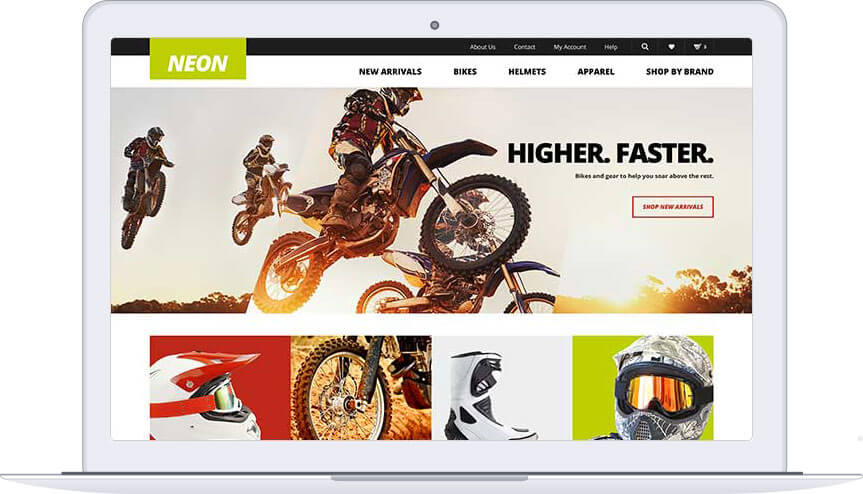 About Us Contact My Account Help 3
NEON
NEW ARRIVALS BIKES HELMETS APPAREL SHOP BY BRAND
HIGHER. FASTER.
Bikes and gear to help you soar above the rest.
SHOP NEW ARRIVALS